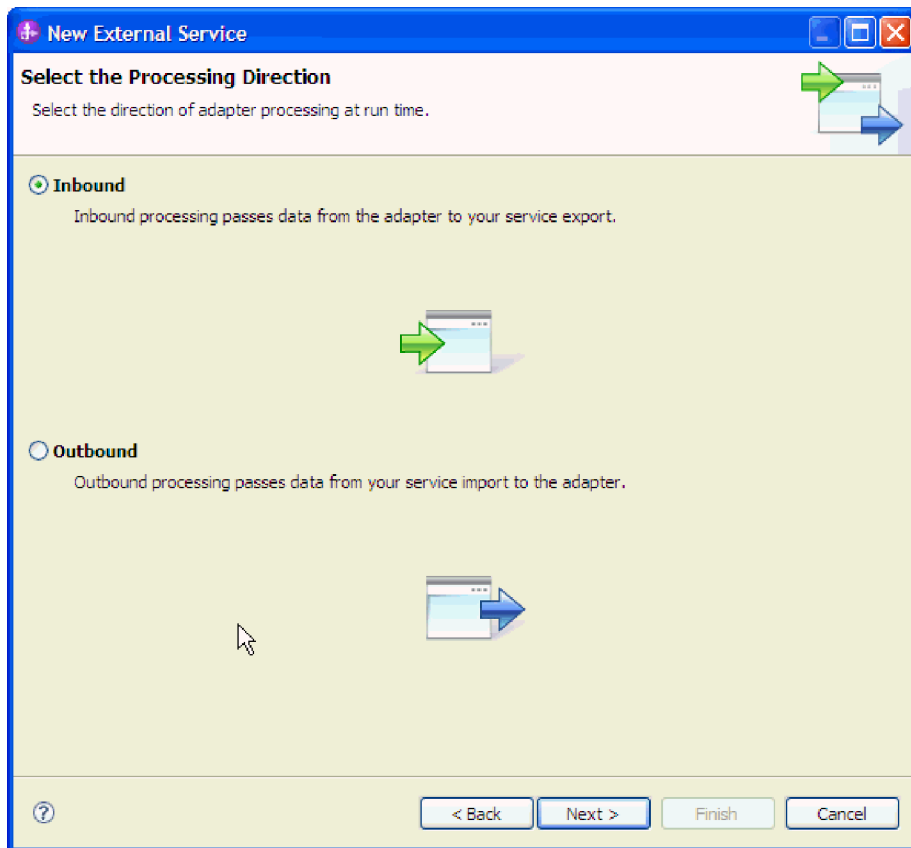 New External Service
Select the Processing Direction
Select the direction of adapter processing at run time.
Inbound
Inbound processing passes data from the adapter to your service export.
Outbound
Outbound processing passes data from your service import to the adapter.
?
< Back Next > Finish Cancel